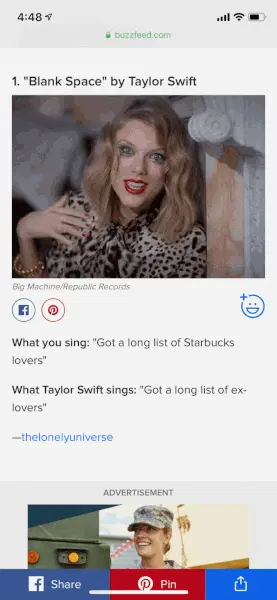 4:48
buzzfeed.com
1. "Blank Space" by Taylor Swift
Big Machine/Republic Records
What you sing: "Got a long list of Starbucks
lovers"
What Taylor Swift sings: "Got a long list of ex-
lovers"
—thelonelyuniverse
ADVERTISEMENT
Share
Pin